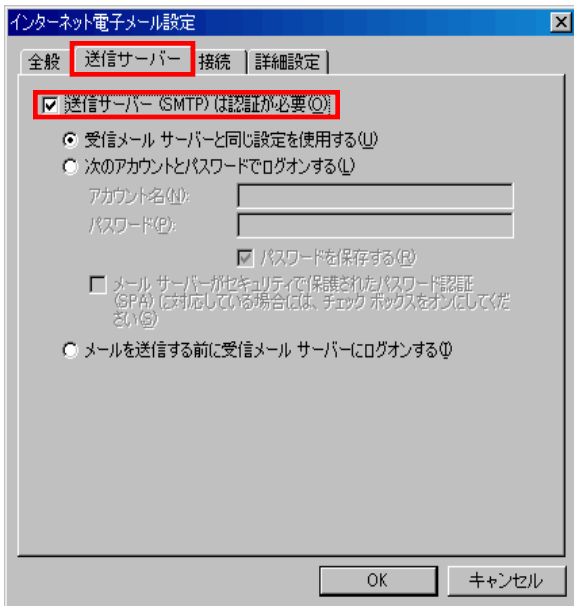 インターネット電子メール設定
全般 送信サーバー 接続 詳細設定
送信サーバー (SMTP) は認証が必要(O)
受信メール サーバーと同じ設定を使用する(U)
次のアカウントとパスワードでログオンする(L)
アカウント名(N):
パスワード(P):
パスワードを保存する(R)
メール サーバーがセキュリティで保護されたパスワード認証
(SPA) に対応している場合には、チェック ボックスをオンにしてくだ
さい(S)
メールを送信する前に受信メール サーバーにログオンする(I)
OK キャンセル